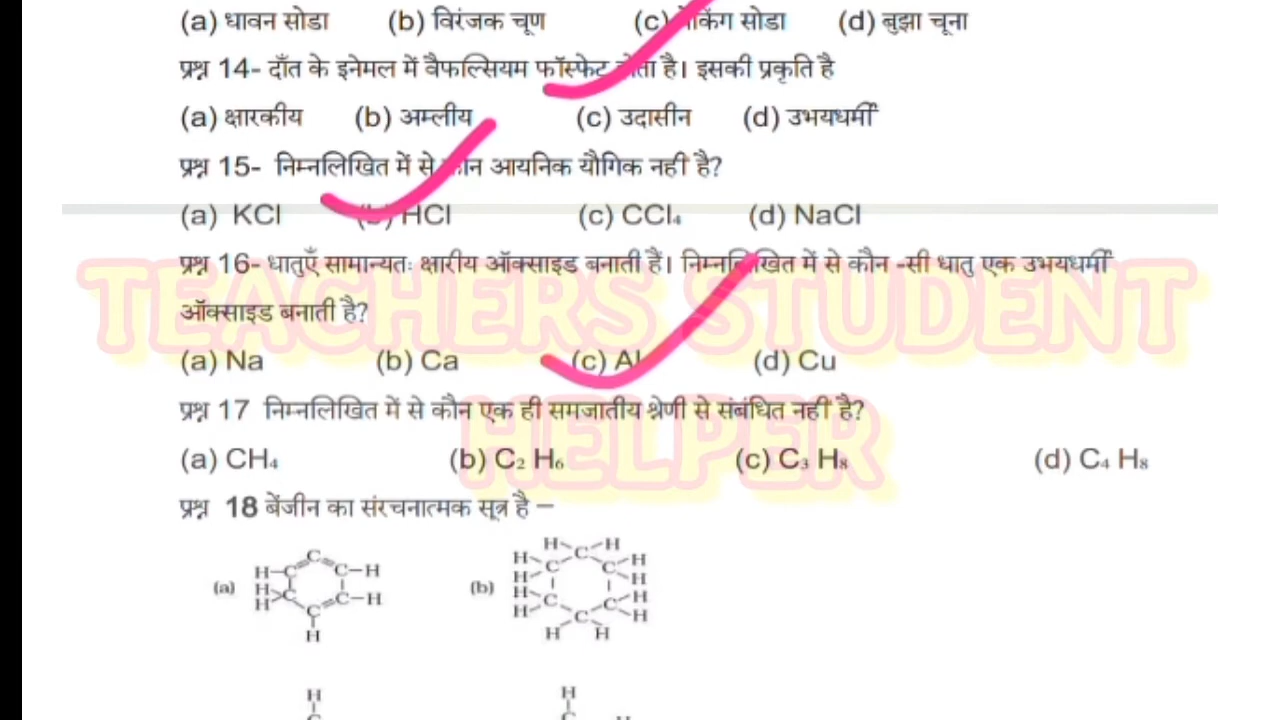 (a) धावन सोडा (b) विरंजक चूण (c) बेकिंग सोडा (d) बुझा चूना
प्रश्न 14- दाँत के इनेमल में वैफल्सियम फॉस्फेट होता है। इसकी प्रकृति है
(a) क्षारकीय (b) अम्लीय (c) उदासीन (d) उभयधर्मी
प्रश्न 15- निम्नलिखित में से कौन आयनिक यौगिक नही है?
(a) KCl (b) HCl (c) CCl₄ (d) NaCl
प्रश्न 16- धातुएँ सामान्यतः क्षारीय ऑक्साइड बनाती हैं। निम्नलिखित में से कौन -सी धातु एक उभयधर्मी
ऑक्साइड बनाती है?
TEACHERS STUDENT
(a) Na (b) Ca (c) Al (d) Cu
प्रश्न 17 निम्नलिखित में से कौन एक ही समजातीय श्रेणी से संबंधित नही है?
HELPER
(a) CH₄ (b) C₂ H₆ (c) C₃ H₈ (d) C₄ H₈
प्रश्न 18 बेंजीन का संरचनात्मक सूत्र है –
(a) (b)